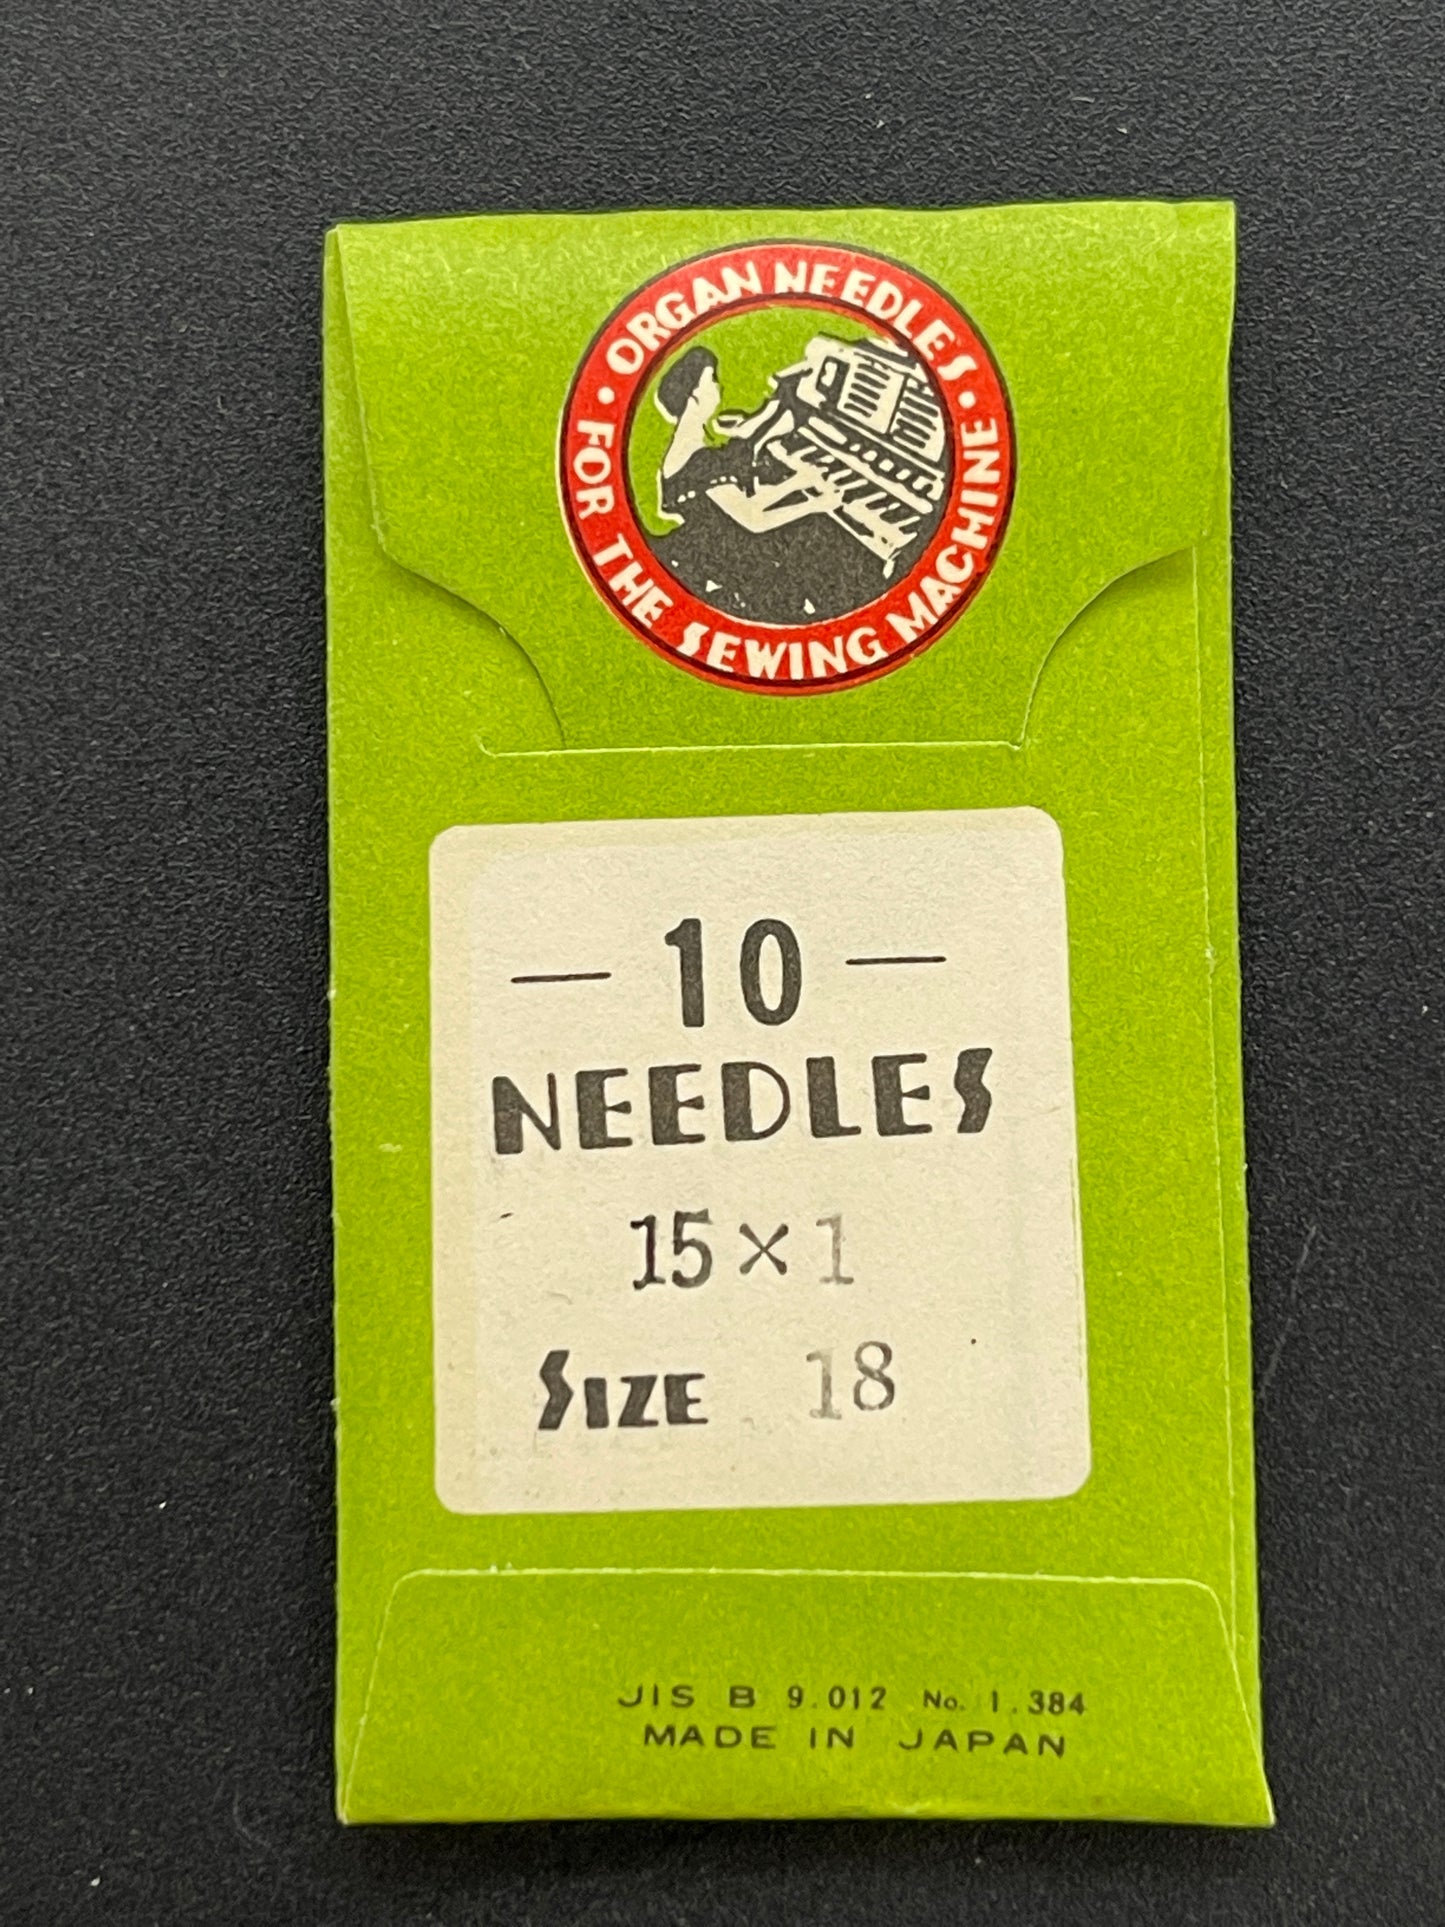 · ORGAN NEEDLES ·
FOR THE SEWING MACHINE
— 10 —
NEEDLES
15 × 1
SIZE 18
JIS B 9.012 No. 1.384
MADE IN JAPAN